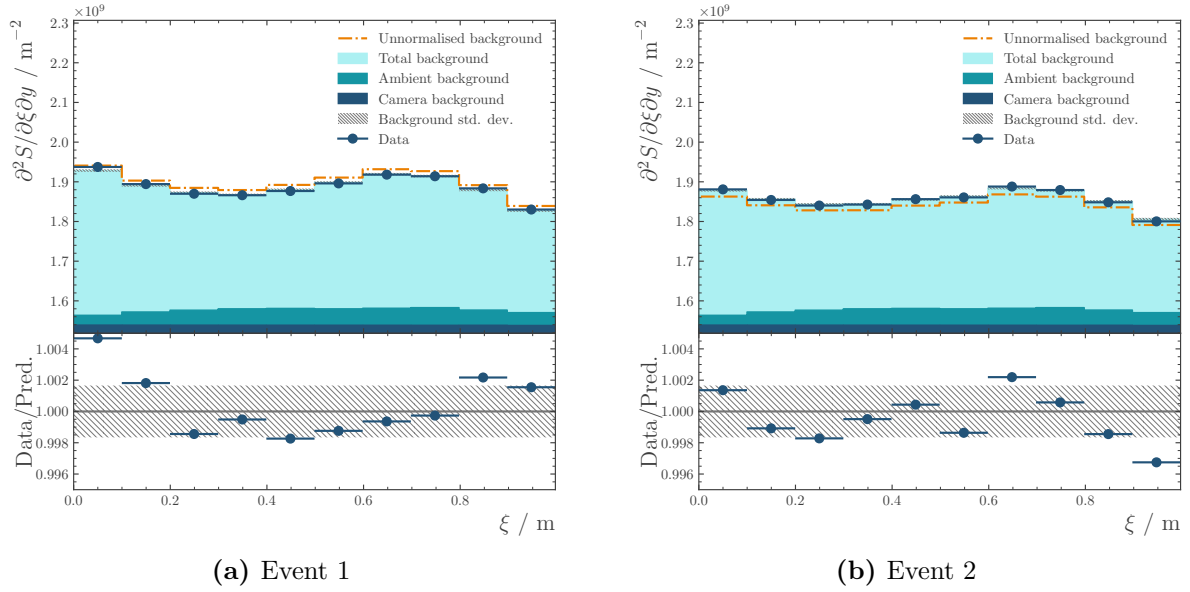 ×10⁹
2.3
2.2
2.1
2.0
1.9
1.8
1.7
1.6
∂²S/∂ξ∂y / m⁻²
Unnormalised background
Total background
Ambient background
Camera background
Background std. dev.
Data
1.004
1.002
1.000
0.998
0.996
Data/Pred.
0.0 0.2 0.4 0.6 0.8
ξ / m
(a) Event 1
×10⁹
2.3
2.2
2.1
2.0
1.9
1.8
1.7
1.6
∂²S/∂ξ∂y / m⁻²
Unnormalised background
Total background
Ambient background
Camera background
Background std. dev.
Data
1.004
1.002
1.000
0.998
0.996
Data/Pred.
0.0 0.2 0.4 0.6 0.8
ξ / m
(b) Event 2